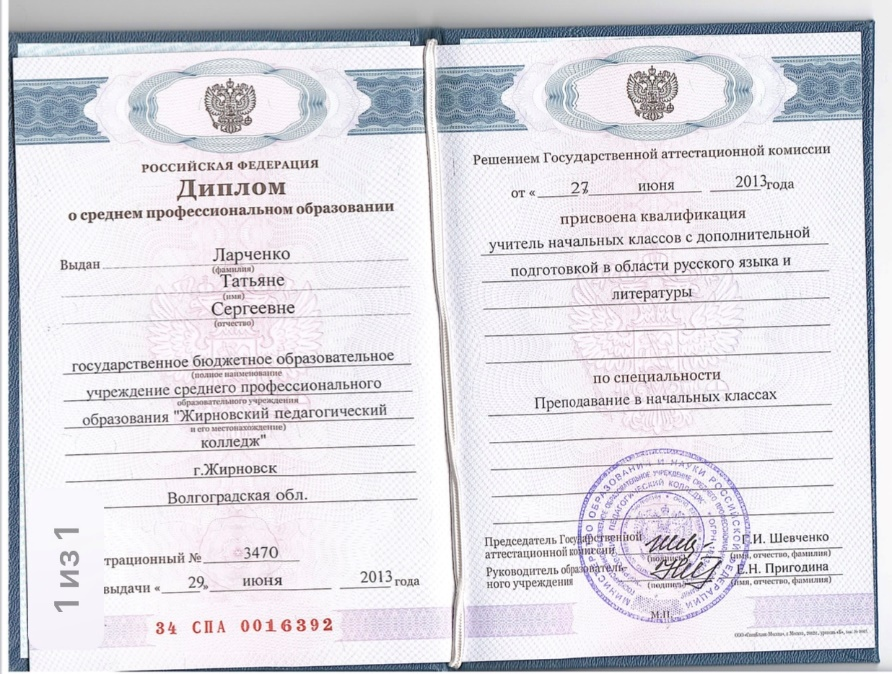 РОССИЙСКАЯ ФЕДЕРАЦИЯ
Диплом
о среднем профессиональном образовании
Выдан Ларченко
(фамилия)
Татьяне
(имя)
Сергеевне
(отчество)
государственное бюджетное образовательное
(полное наименование
учреждение среднего профессионального
образовательного учреждения
образования "Жирновский педагогический
и его местонахождение)
колледж"
г.Жирновск
Волгоградская обл.
трационный № 3470
выдачи « 29» июня 2013 года
34 СПА 0016392
1 из 1
Решением Государственной аттестационной комиссии
от « 27 июня 2013года
присвоена квалификация
учитель начальных классов с дополнительной
подготовкой в области русского языка и
литературы
по специальности
Преподавание в начальных классах
Председатель Государственной
аттестационной комиссии
(подпись)
Г.И. Шевченко
(имя, отчество, фамилия)
Руководитель образователь-
ного учреждения
(подпись)
Е.Н. Пригодина
(имя, отчество, фамилия)
М.П.